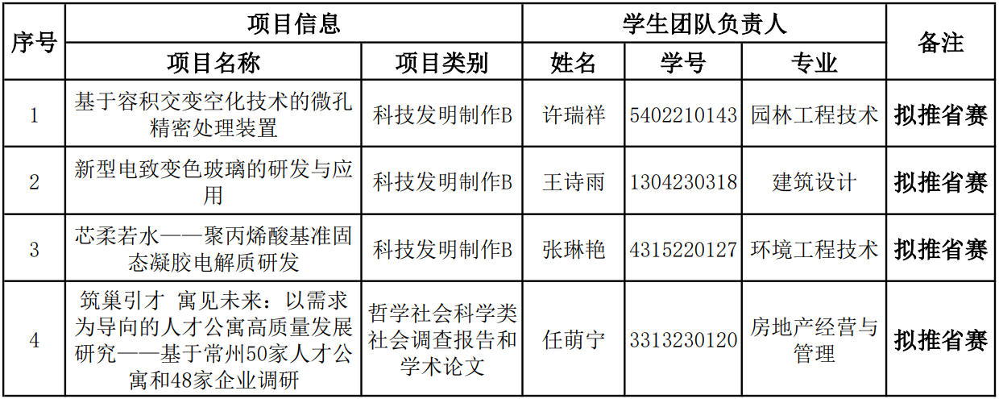 序号
项目信息
学生团队负责人
备注
项目名称
项目类别
姓名
学号
专业
1
基于容积交变空化技术的微孔
精密处理装置
科技发明制作B
许瑞祥
5402210143
园林工程技术
拟推省赛
2
新型电致变色玻璃的研发与应
用
科技发明制作B
王诗雨
1304230318
建筑设计
拟推省赛
3
芯柔若水——聚丙烯酸基准固
态凝胶电解质研发
科技发明制作B
张琳艳
4315220127
环境工程技术
拟推省赛
4
筑巢引才 寓见未来：以需求
为导向的人才公寓高质量发展
研究——基于常州50家人才公
寓和48家企业调研
哲学社会科学类
社会调查报告和
学术论文
任萌宁
3313230120
房地产经营与
管理
拟推省赛